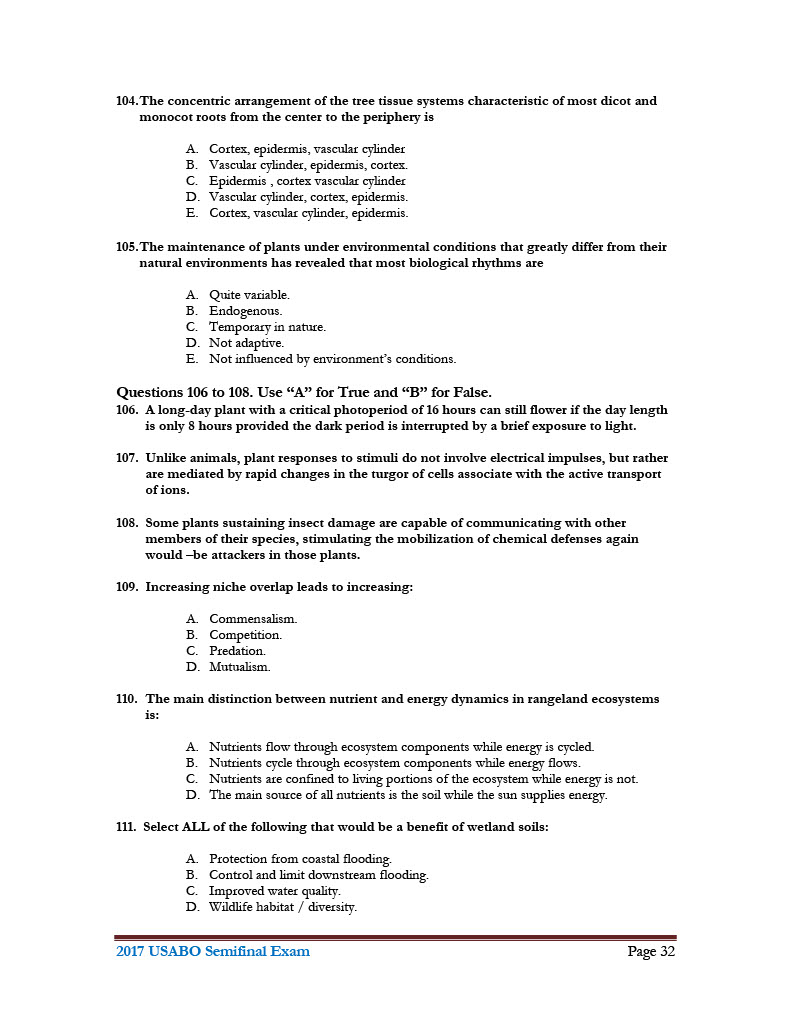 104.The concentric arrangement of the tree tissue systems characteristic of most dicot and
monocot roots from the center to the periphery is
A. Cortex, epidermis, vascular cylinder
B. Vascular cylinder, epidermis, cortex.
C. Epidermis , cortex vascular cylinder
D. Vascular cylinder, cortex, epidermis.
E. Cortex, vascular cylinder, epidermis.
105.The maintenance of plants under environmental conditions that greatly differ from their
natural environments has revealed that most biological rhythms are
A. Quite variable.
B. Endogenous.
C. Temporary in nature.
D. Not adaptive.
E. Not influenced by environment’s conditions.
Questions 106 to 108. Use “A” for True and “B” for False.
106. A long-day plant with a critical photoperiod of 16 hours can still flower if the day length
is only 8 hours provided the dark period is interrupted by a brief exposure to light.
107. Unlike animals, plant responses to stimuli do not involve electrical impulses, but rather
are mediated by rapid changes in the turgor of cells associate with the active transport
of ions.
108. Some plants sustaining insect damage are capable of communicating with other
members of their species, stimulating the mobilization of chemical defenses again
would –be attackers in those plants.
109. Increasing niche overlap leads to increasing:
A. Commensalism.
B. Competition.
C. Predation.
D. Mutualism.
110. The main distinction between nutrient and energy dynamics in rangeland ecosystems
is:
A. Nutrients flow through ecosystem components while energy is cycled.
B. Nutrients cycle through ecosystem components while energy flows.
C. Nutrients are confined to living portions of the ecosystem while energy is not.
D. The main source of all nutrients is the soil while the sun supplies energy.
111. Select ALL of the following that would be a benefit of wetland soils:
A. Protection from coastal flooding.
B. Control and limit downstream flooding.
C. Improved water quality.
D. Wildlife habitat / diversity.
2017 USABO Semifinal Exam Page 32